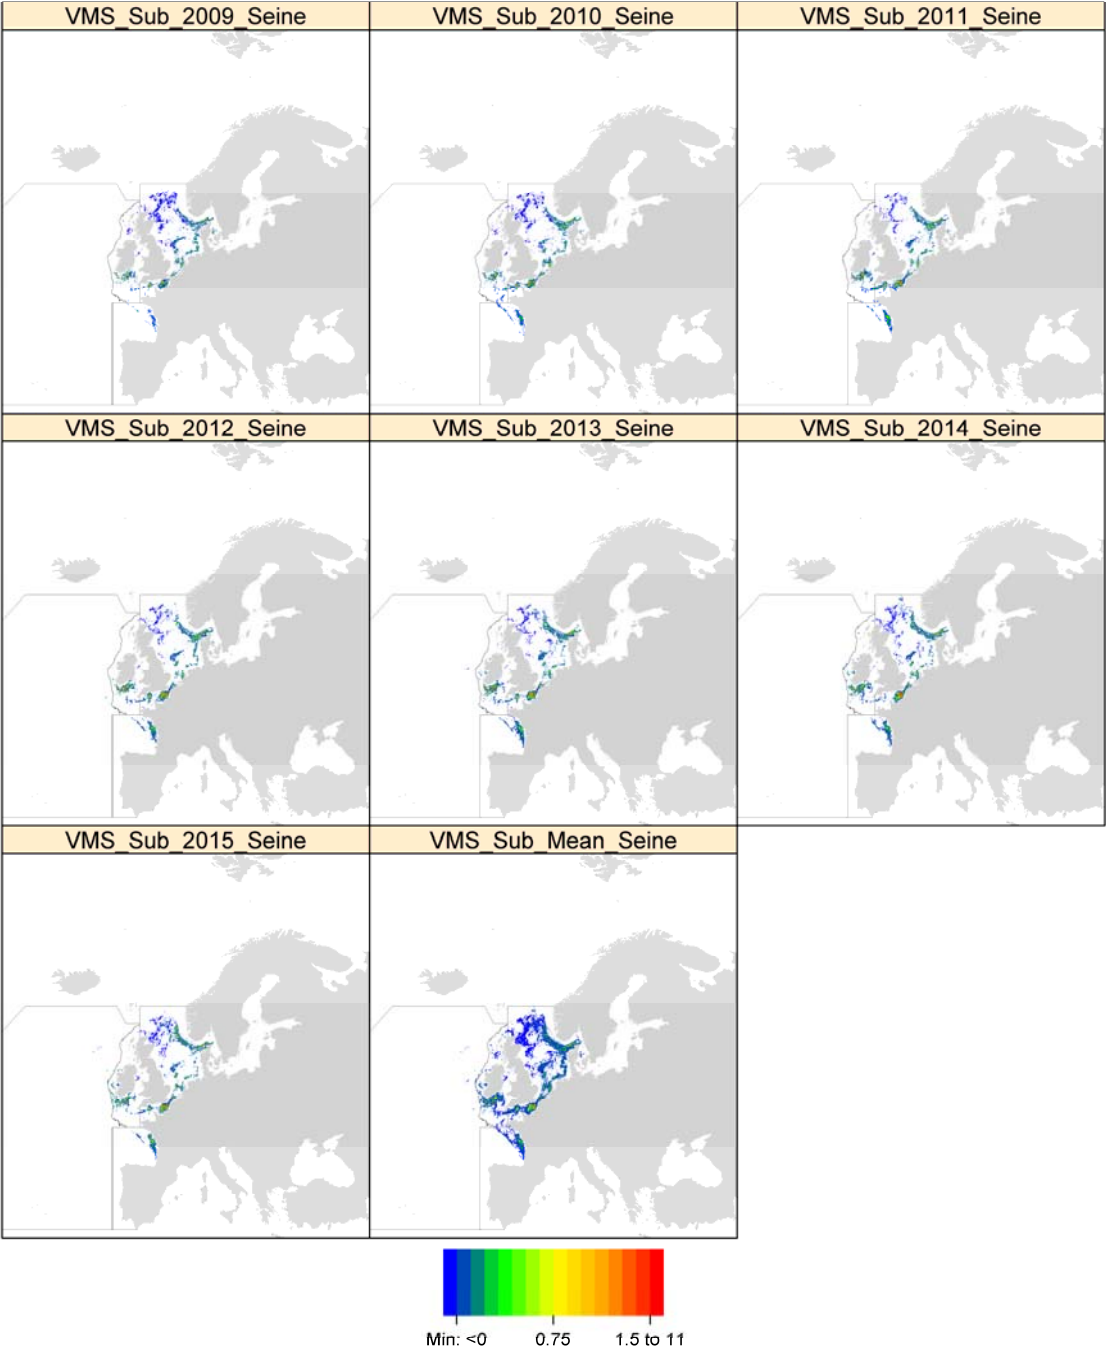 VMS_Sub_2009_Seine
VMS_Sub_2010_Seine
VMS_Sub_2011_Seine
VMS_Sub_2012_Seine
VMS_Sub_2013_Seine
VMS_Sub_2014_Seine
VMS_Sub_2015_Seine
VMS_Sub_Mean_Seine
Min: <0 0.75 1.5 to 11